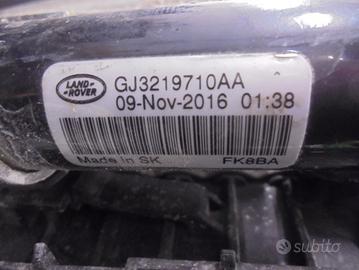 LAND
ROVER
GJ3219710AA
09-Nov-2016 01:38
Made in SK FK8BA
subito